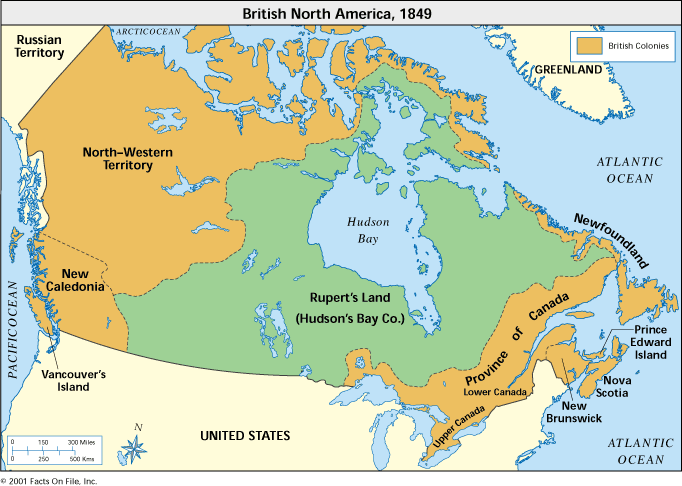 British North America, 1849
ARCTIC OCEAN
Russian
Territory
British Colonies
GREENLAND
North–Western
Territory
ATLANTIC
OCEAN
Hudson
Bay
Newfoundland
New
Caledonia
PACIFIC OCEAN
Rupert's Land
(Hudson's Bay Co.)
Province of Canada
Prince
Edward
Island
Vancouver's
Island
Lower Canada
Nova
Scotia
New
Brunswick
Upper Canada
UNITED STATES
N
0 150 300 Miles
0 250 500 Kms
ATLANTIC
OCEAN
© 2001 Facts On File, Inc.